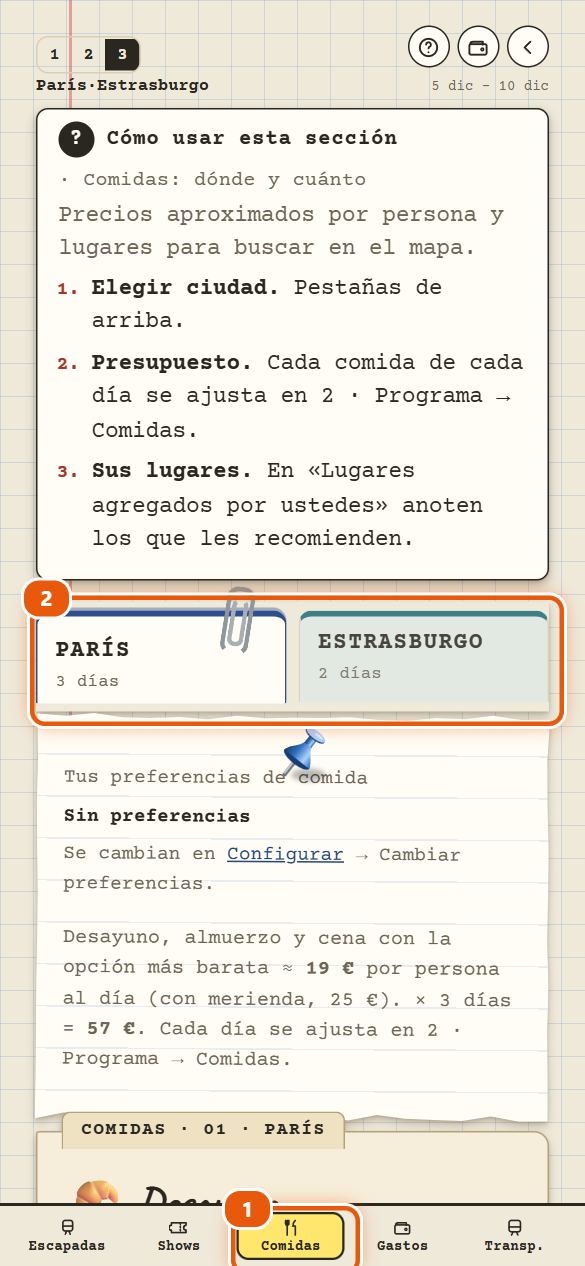 1 2 3
París·Estrasburgo
5 dic – 10 dic
? Cómo usar esta sección
· Comidas: dónde y cuánto
Precios aproximados por persona y
lugares para buscar en el mapa.
1. Elegir ciudad. Pestañas de
arriba.
2. Presupuesto. Cada comida de cada
día se ajusta en 2 · Programa →
Comidas.
3. Sus lugares. En «Lugares
agregados por ustedes» anoten
los que les recomienden.
2
PARÍS
3 días
ESTRASBURGO
2 días
Tus preferencias de comida
Sin preferencias
Se cambian en Configurar → Cambiar
preferencias.
Desayuno, almuerzo y cena con la
opción más barata ≈ 19 € por persona
al día (con merienda, 25 €). × 3 días
= 57 €. Cada día se ajusta en 2 ·
Programa → Comidas.
COMIDAS · 01 · PARÍS
1
Escapadas
Shows
Comidas
Gastos
Transp.